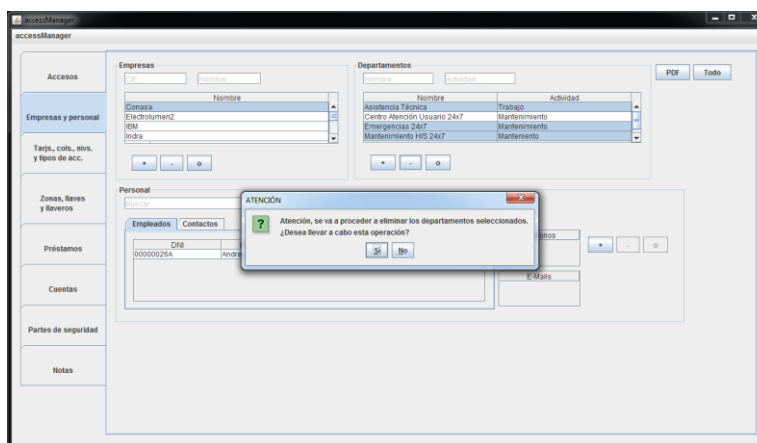 accessManager
accessManager
Accesos
Empresas y personal
Tarjs., cols., nivs.
y tipos de acc.
Zonas, llaves
y llaveros
Préstamos
Cuentas
Partes de seguridad
Notas
Empresas
CIF... Nombre...
Nombre
Conasa
Electrolumen2
IBM
Indra
+ - o
Departamentos
Nombre... Actividad...
Nombre Actividad
Asistencia Técnica Trabajo
Centro Atención Usuario 24x7 Mantenimiento
Emergencias 24x7 Mantenimiento
Mantenimiento HIS 24x7 Manteniento
+ - o
PDF Todo
Personal
Buscar...
Empleados Contactos
DNI
00000026A Andre
E-Mails
+ - o
ATENCIÓN
Atención, se va a proceder a eliminar los departamentos seleccionados.
¿Desea llevar a cabo esta operación?
Sí No